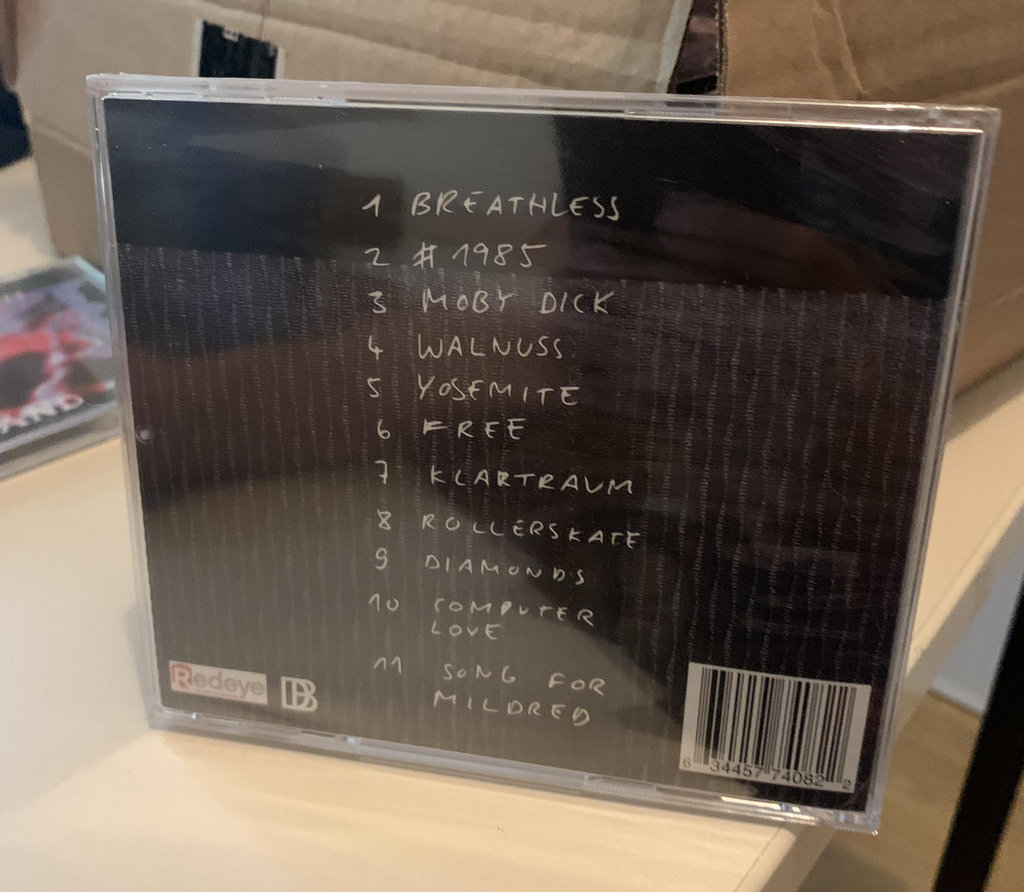 1 BREATHLESS
2 # 1985
3 MOBY DICK
4 WALNUSS
5 YOSEMITE
6 FREE
7 KLARTRAUM
8 ROLLERSKATE
9 DIAMONDS
10 COMPUTER
LOVE
11 SONG FOR
MILDRED
Redeye
6 34457 74082 2